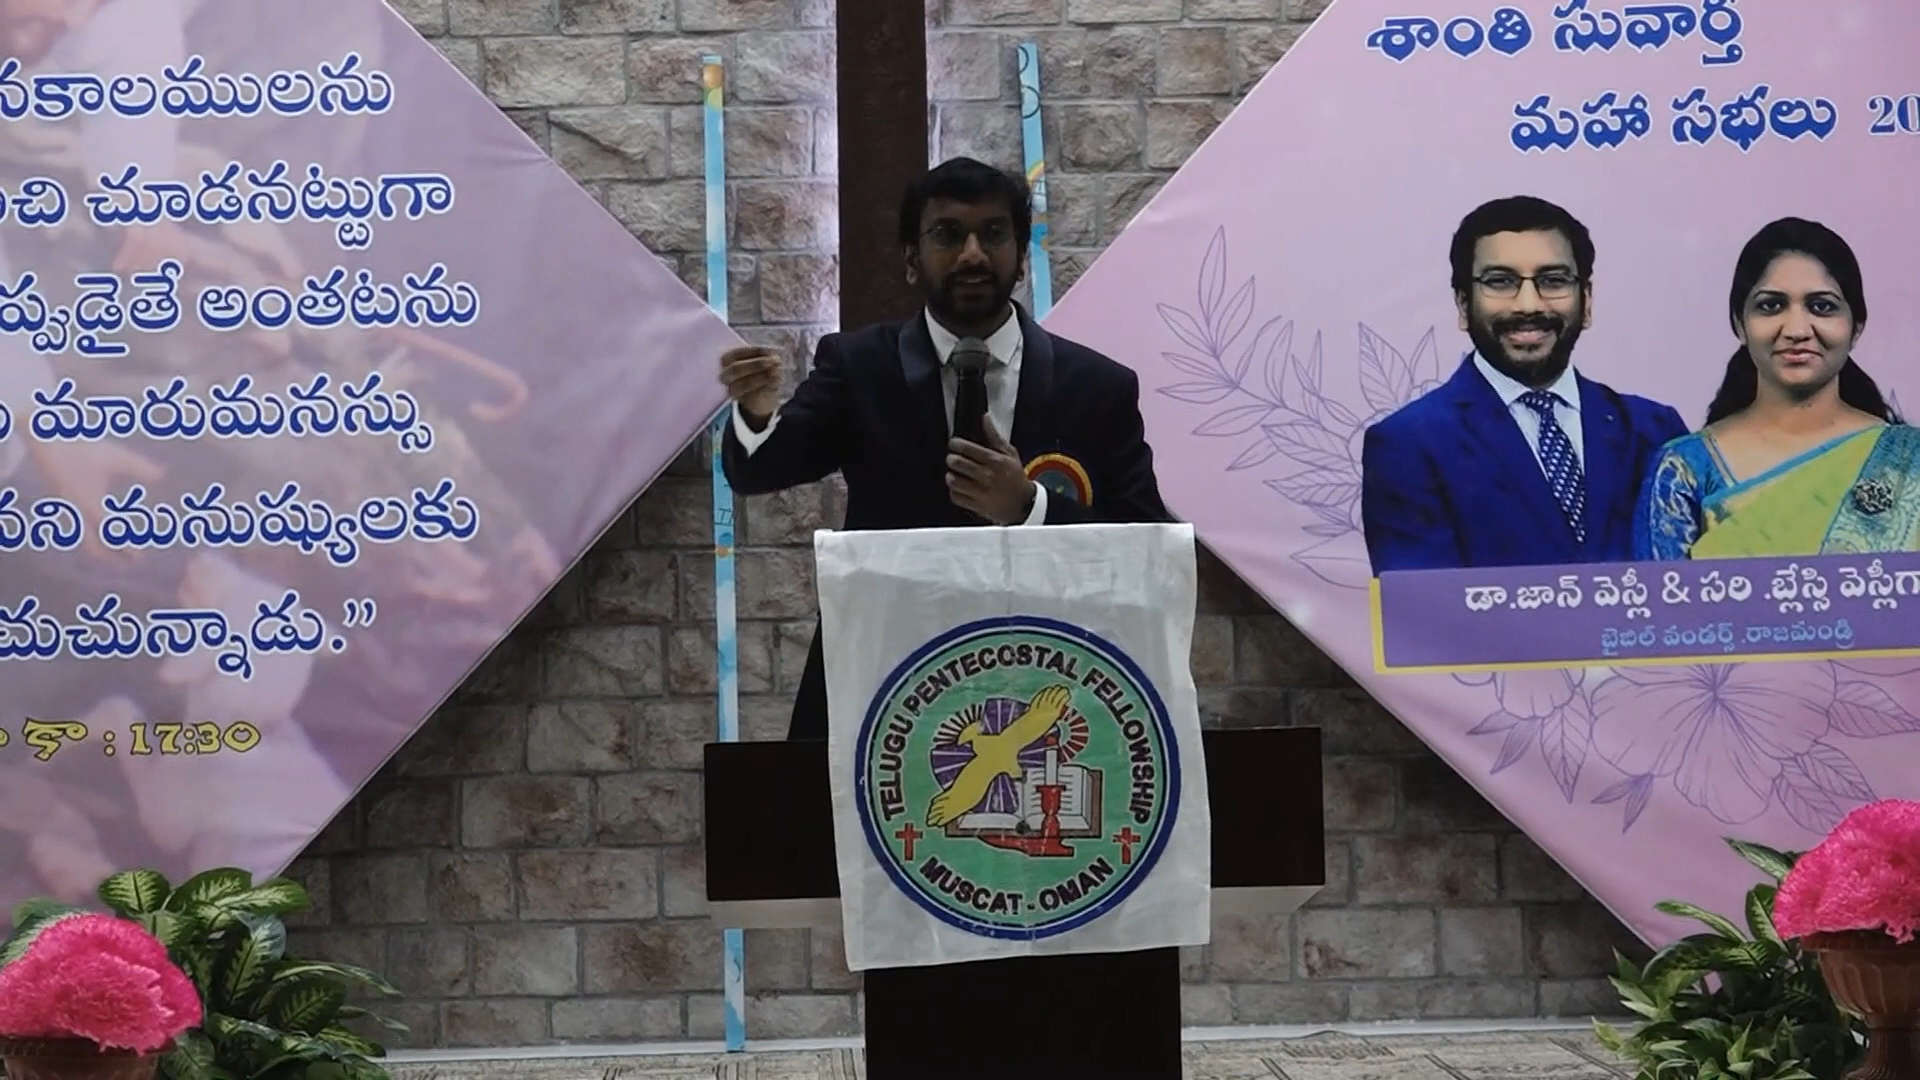 కాలములను
చూడనట్టుగా
అంతటను
మారుమనస్సు
మనుష్యులకు
చున్నాడు.”
కా : 17:30
శాంతి సువార్త
మహా సభలు 20
డా.జాన్ వెస్లీ & సరి .బ్లెస్సి వెస్లీగా
బైబిల్ వండర్స్ .రాజమండ్రి
TELUGU PENTECOSTAL FELLOWSHIP
MUSCAT - OMAN